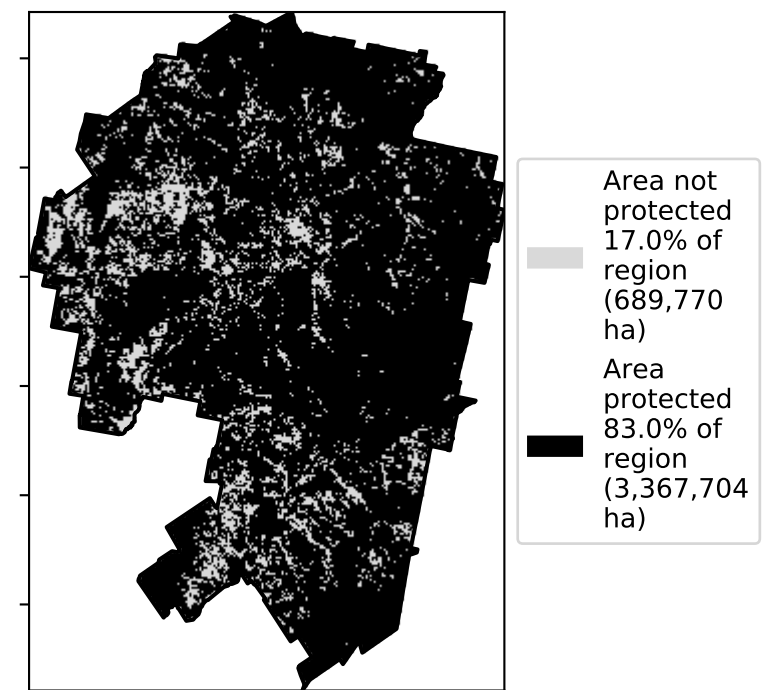 Area not
protected
17.0% of
region
(689,770
ha)
Area
protected
83.0% of
region
(3,367,704
ha)